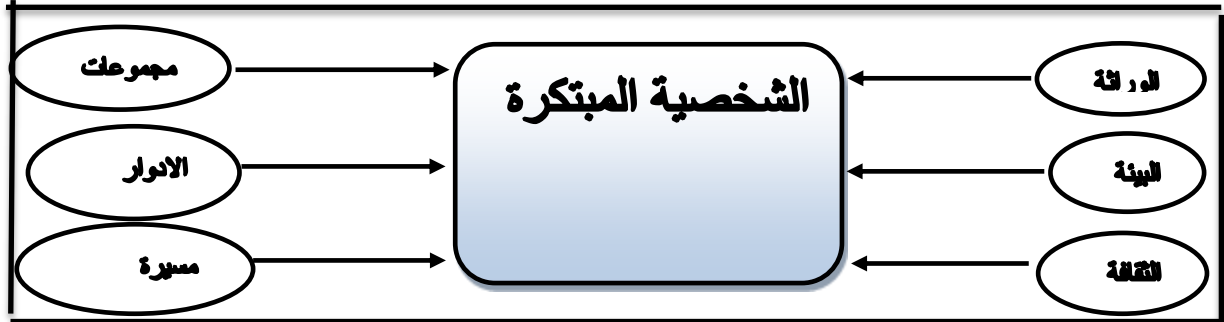 الشخصية المبتكرة
الوراثة
البيئة
الثقافة
مجموعات
الادوار
مسيرة